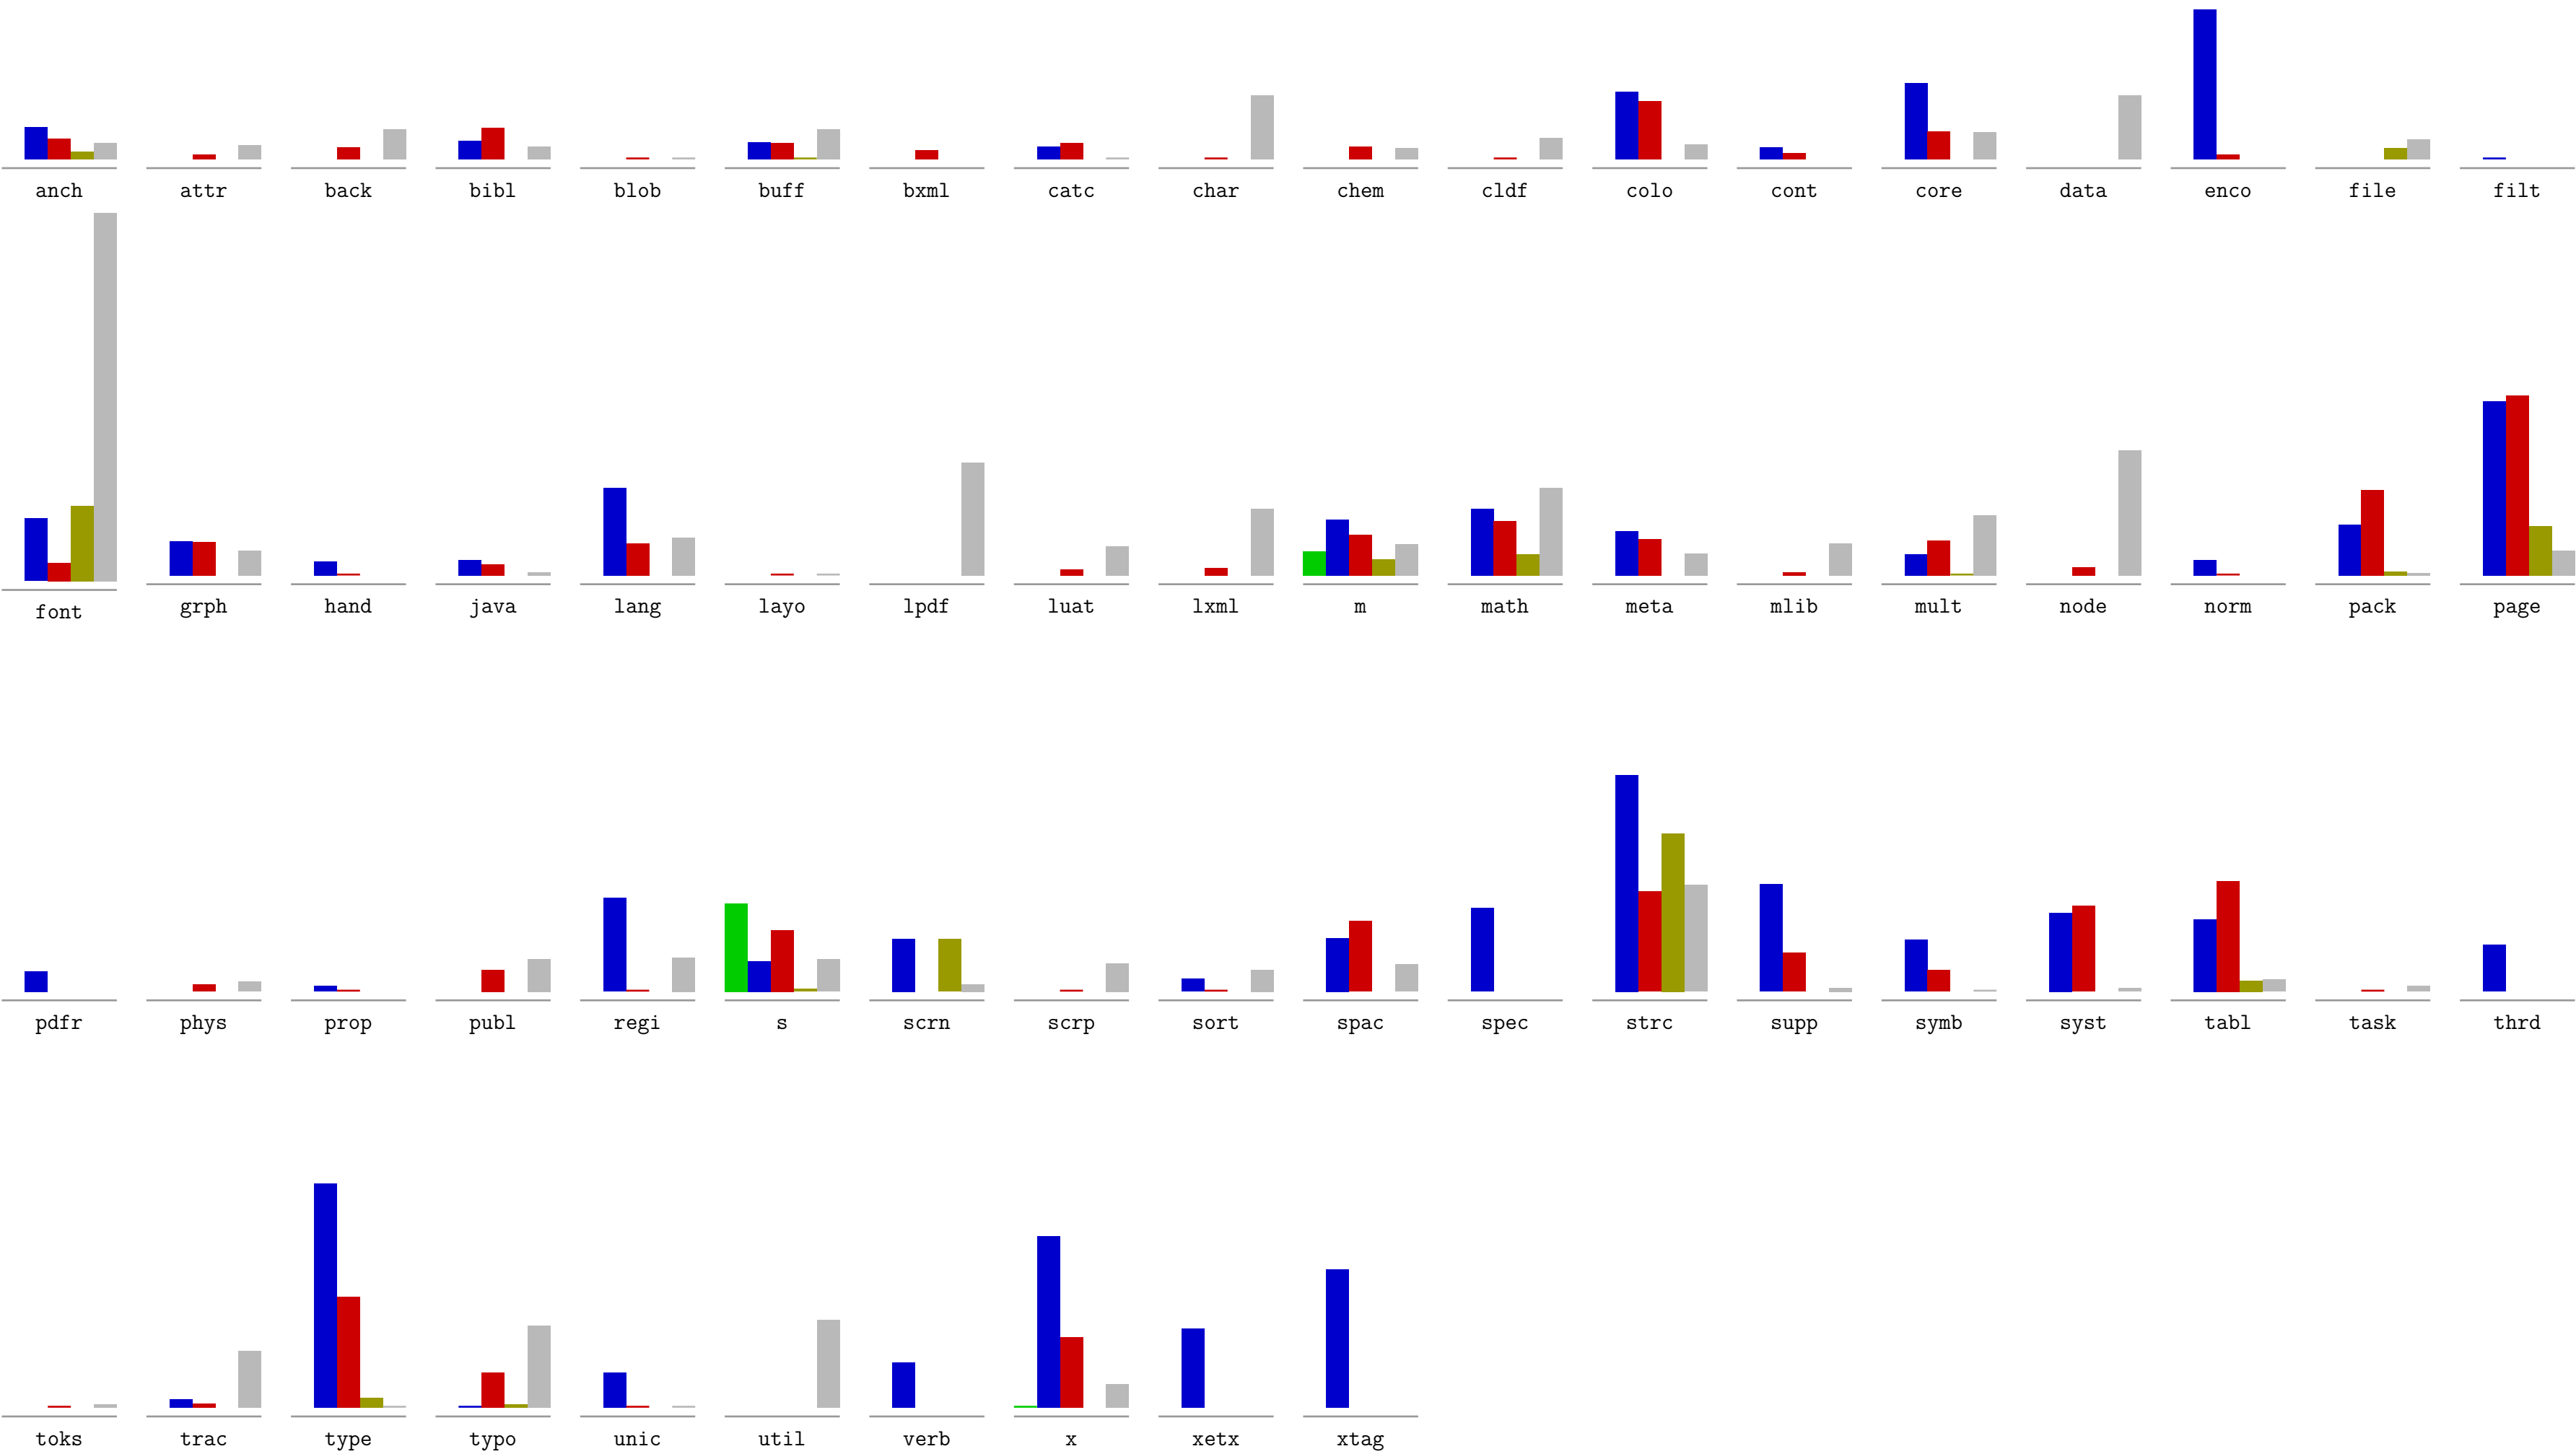 anch attr back bibl blob buff bxml catc char chem cldf colo cont core data enco file filt
font grph hand java lang layo lpdf luat lxml m math meta mlib mult node norm pack page
pdfr phys prop publ regi s scrn scrp sort spac spec strc supp symb syst tabl task thrd
toks trac type typo unic util verb x xetx xtag